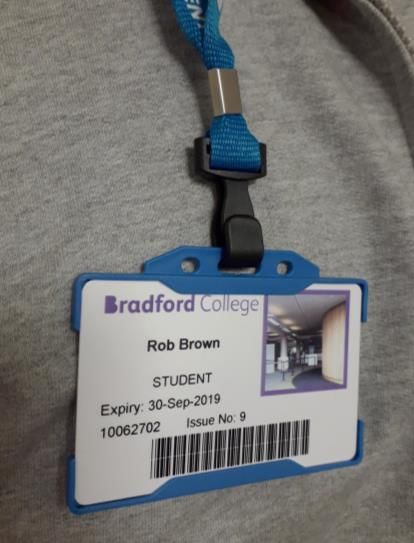 Bradford College
Rob Brown
STUDENT
Expiry: 30-Sep-2019
10062702 Issue No: 9